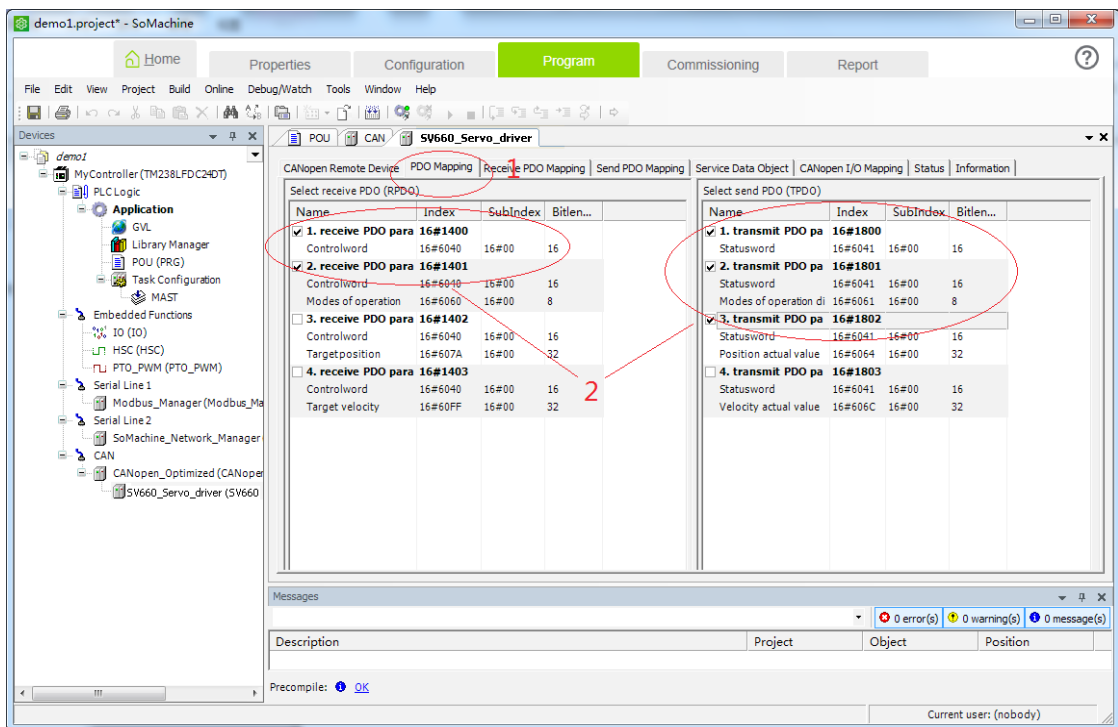 demo1.project* - SoMachine
Home Properties Configuration Program Commissioning Report
File Edit View Project Build Online Debug/Watch Tools Window Help
Devices
demo1
MyController (TM238LFDC24DT)
PLC Logic
Application
GVL
Library Manager
POU (PRG)
Task Configuration
MAST
Embedded Functions
IO (IO)
HSC (HSC)
PTO_PWM (PTO_PWM)
Serial Line 1
Modbus_Manager (Modbus_Ma
Serial Line 2
SoMachine_Network_Manager
CAN
CANopen_Optimized (CANoper
SV660_Servo_driver (SV660
POU CAN SV660_Servo_driver
CANopen Remote Device PDO Mapping Receive PDO Mapping Send PDO Mapping Service Data Object CANopen I/O Mapping Status Information
1
Select receive PDO (RPDO)
Name Index SubIndex Bitlen...
1. receive PDO para 16#1400
Controlword 16#6040 16#00 16
2. receive PDO para 16#1401
Controlword 16#6040 16#00 16
Modes of operation 16#6060 16#00 8
3. receive PDO para 16#1402
Controlword 16#6040 16#00 16
Targetposition 16#607A 16#00 32
4. receive PDO para 16#1403
Controlword 16#6040 16#00 16
Target velocity 16#60FF 16#00 32
2
Select send PDO (TPDO)
Name Index SubIndex Bitlen...
1. transmit PDO pa 16#1800
Statusword 16#6041 16#00 16
2. transmit PDO pa 16#1801
Statusword 16#6041 16#00 16
Modes of operation di 16#6061 16#00 8
3. transmit PDO pa 16#1802
Statusword 16#6041 16#00 16
Position actual value 16#6064 16#00 32
4. transmit PDO pa 16#1803
Statusword 16#6041 16#00 16
Velocity actual value 16#606C 16#00 32
Messages
0 error(s) 0 warning(s) 0 message(s)
Description Project Object Position
Precompile: OK
Current user: (nobody)